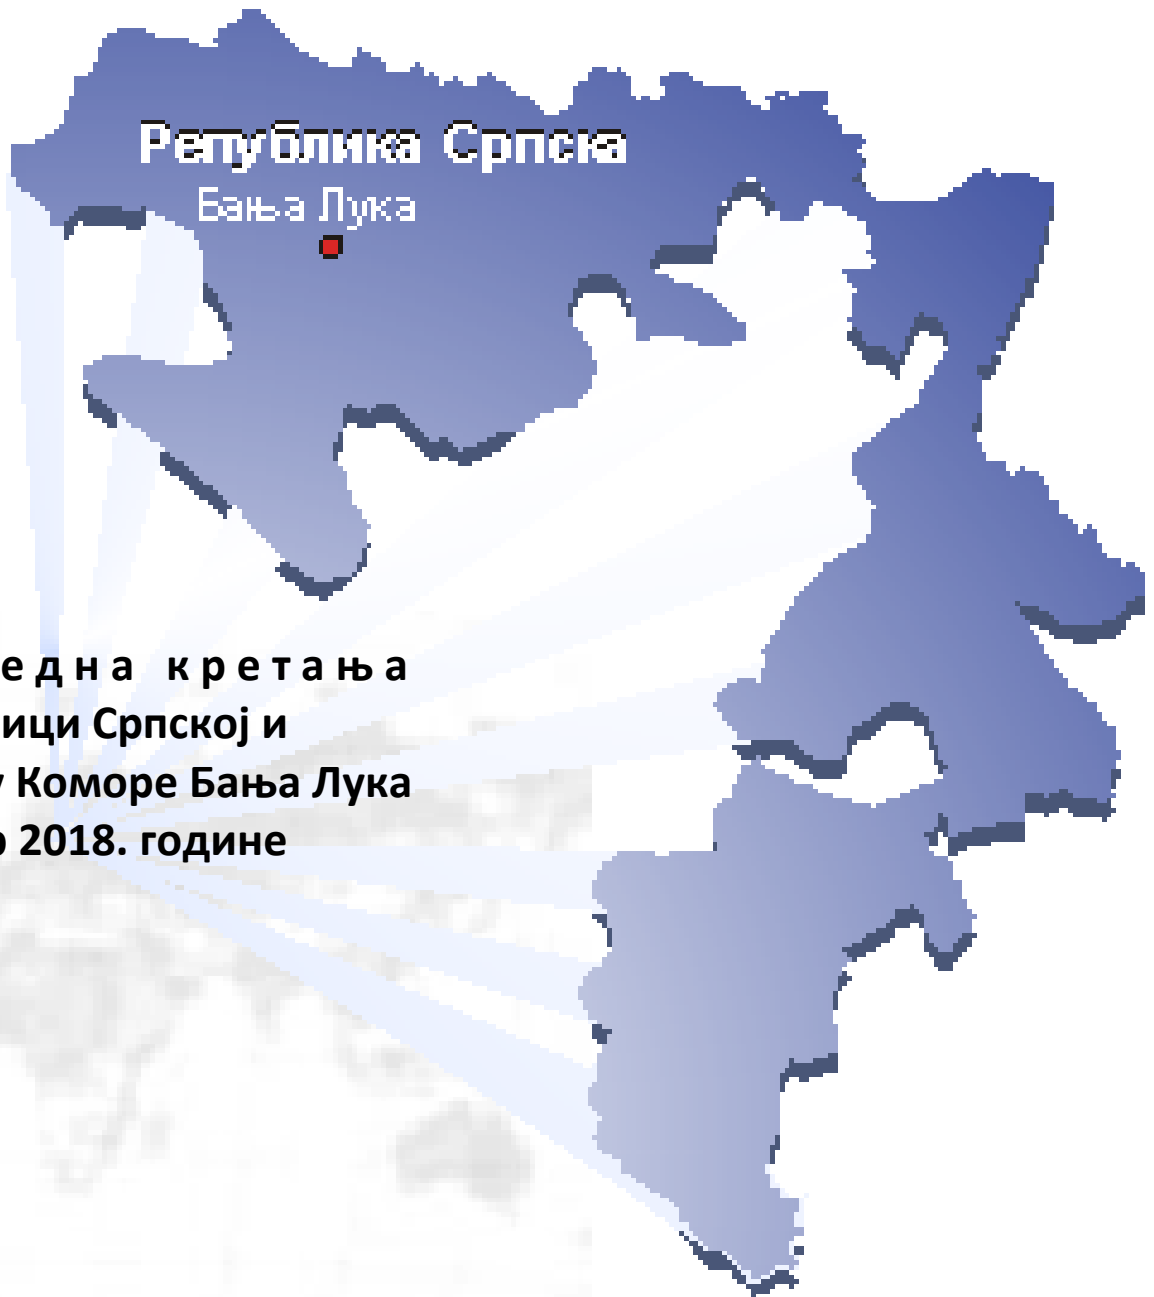 Република Српска
Бања Лука
е д н а к р е т а њ а
ици Српској и
у Коморе Бања Лука
2018. године